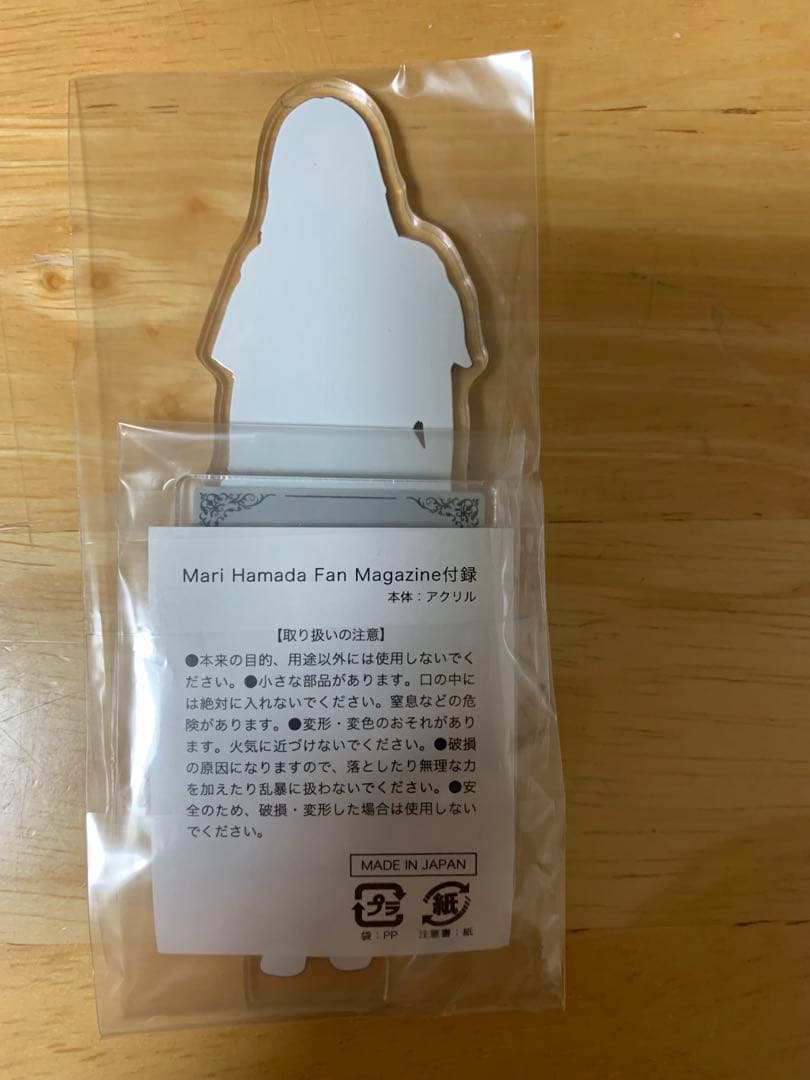 Mari Hamada Fan Magazine付録
本体：アクリル
【取り扱いの注意】
●本来の目的、用途以外には使用しないでく
ださい。●小さな部品があります。口の中に
は絶対に入れないでください。窒息などの危
険があります。●変形・変色のおそれがあり
ます。火気に近づけないでください。●破損
の原因になりますので、落としたり無理な力
を加えたり乱暴に扱わないでください。●安
全のため、破損・変形した場合は使用しない
でください。
MADE IN JAPAN
プラ 紙
袋：PP 注意書：紙